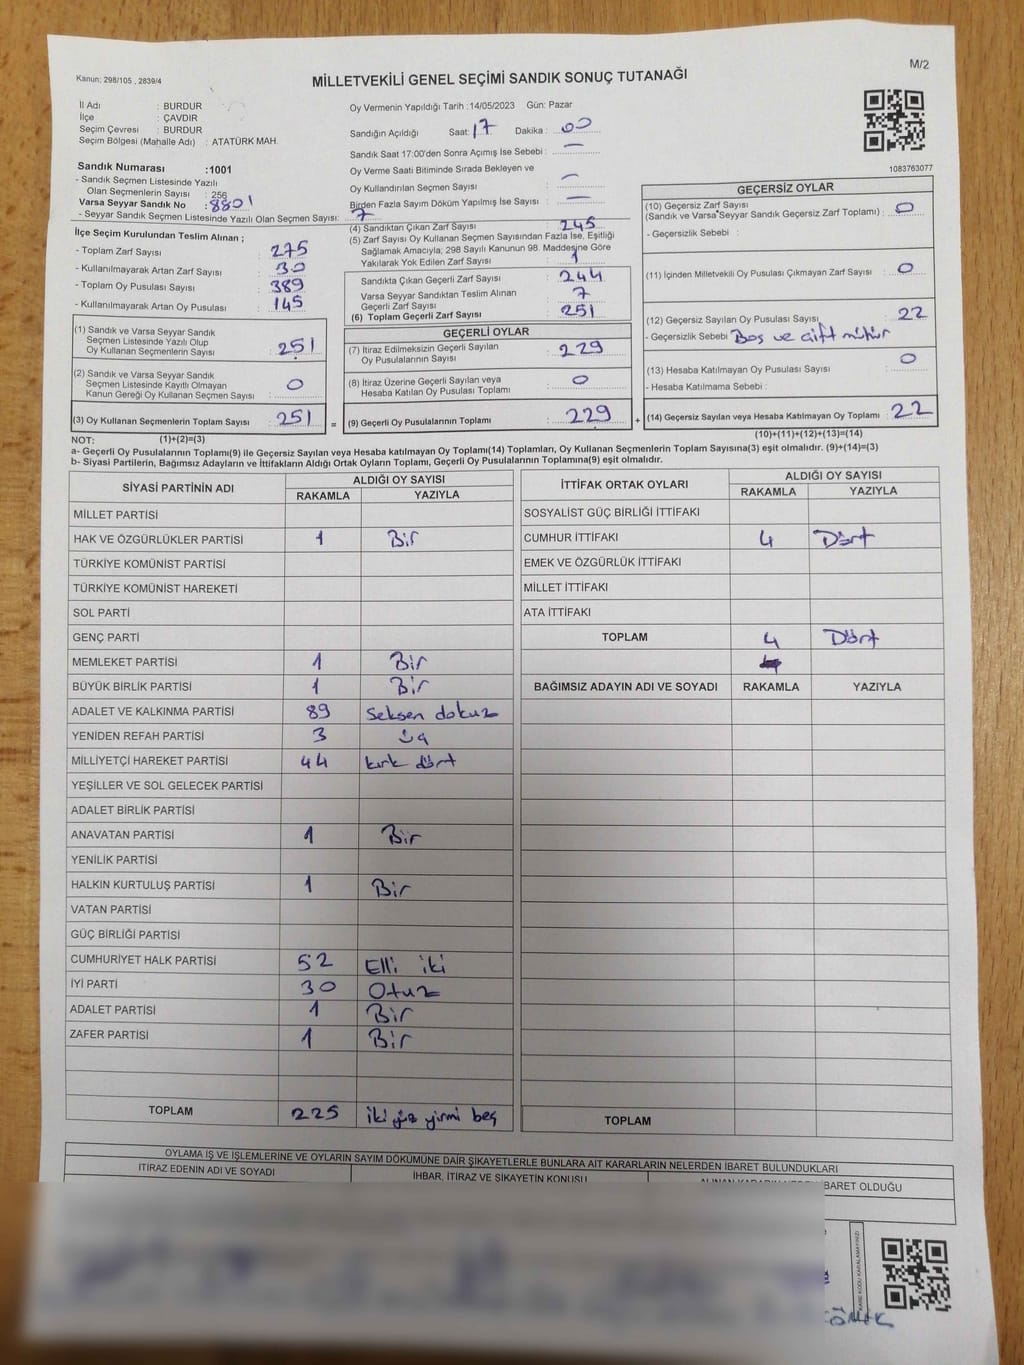 Kanun; 298/105 , 2839/4
M/2
MİLLETVEKİLİ GENEL SEÇİMİ SANDIK SONUÇ TUTANAĞI
İl Adı : BURDUR
İlçe : ÇAVDIR
Seçim Çevresi : BURDUR
Seçim Bölgesi (Mahalle Adı) : ATATÜRK MAH.
Sandık Numarası :1001
- Sandık Seçmen Listesinde Yazılı
Olan Seçmenlerin Sayısı : 256
Varsa Seyyar Sandık No : 8801
- Seyyar Sandık Seçmen Listesinde Yazılı Olan Seçmen Sayısı: 7
Oy Vermenin Yapıldığı Tarih :14/05/2023 Gün: Pazar
Sandığın Açıldığı Saat: 17 Dakika : 00
Sandık Saat 17:00'den Sonra Açımış İse Sebebi : —
Oy Verme Saati Bitiminde Sırada Bekleyen ve
Oy Kullandırılan Seçmen Sayısı : —
Birden Fazla Sayım Döküm Yapılmış İse Sayısı : —
1083763077
İlçe Seçim Kurulundan Teslim Alınan ;
- Toplam Zarf Sayısı : 275
- Kullanılmayarak Artan Zarf Sayısı : 30
- Toplam Oy Pusulası Sayısı : 389
- Kullanılmayarak Artan Oy Pusulası : 145
(1) Sandık ve Varsa Seyyar Sandık
Seçmen Listesinde Yazılı Olup
Oy Kullanan Seçmenlerin Sayısı : 251
(2) Sandık ve Varsa Seyyar Sandık
Seçmen Listesinde Kayıtlı Olmayan
Kanun Gereği Oy Kullanan Seçmen Sayısı : 0
(3) Oy Kullanan Seçmenlerin Toplam Sayısı : 251
(4) Sandıktan Çıkan Zarf Sayısı : 245
(5) Zarf Sayısı Oy Kullanan Seçmen Sayısından Fazla İse, Eşitliği
Sağlamak Amacıyla, 298 Sayılı Kanunun 98. Maddesine Göre
Yakılarak Yok Edilen Zarf Sayısı : 1
Sandıkta Çıkan Geçerli Zarf Sayısı : 244
Varsa Seyyar Sandıktan Teslim Alınan
Geçerli Zarf Sayısı : 7
(6) Toplam Geçerli Zarf Sayısı : 251
GEÇERLİ OYLAR
(7) İtiraz Edilmeksizin Geçerli Sayılan
Oy Pusulalarının Sayısı : 229
(8) İtiraz Üzerine Geçerli Sayılan veya
Hesaba Katılan Oy Pusulası Toplamı : 0
= (9) Geçerli Oy Pusulalarının Toplamı : 229
GEÇERSİZ OYLAR
(10) Geçersiz Zarf Sayısı
(Sandık ve Varsa Seyyar Sandık Geçersiz Zarf Toplamı) : 0
- Geçersizlik Sebebi :
(11) İçinden Milletvekili Oy Pusulası Çıkmayan Zarf Sayısı : 0
(12) Geçersiz Sayılan Oy Pusulası Sayısı : 22
- Geçersizlik Sebebi : Boş ve çift mühür
(13) Hesaba Katılmayan Oy Pusulası Sayısı : 0
- Hesaba Katılmama Sebebi :
+ (14) Geçersiz Sayılan veya Hesaba Katılmayan Oy Toplamı : 22
NOT: (1)+(2)=(3)
(10)+(11)+(12)+(13)=(14)
a- Geçerli Oy Pusulalarının Toplamı(9) ile Geçersiz Sayılan veya Hesaba katılmayan Oy Toplamı(14) Toplamları, Oy Kullanan Seçmenlerin Toplam Sayısına(3) eşit olmalıdır. (9)+(14)=(3)
b- Siyasi Partilerin, Bağımsız Adayların ve İttifakların Aldığı Ortak Oyların Toplamı, Geçerli Oy Pusulalarının Toplamına(9) eşit olmalıdır.
SİYASİ PARTİNİN ADI ALDIĞI OY SAYISI
RAKAMLA YAZIYLA
MİLLET PARTİSİ
HAK VE ÖZGÜRLÜKLER PARTİSİ 1 Bir
TÜRKİYE KOMÜNİST PARTİSİ
TÜRKİYE KOMÜNİST HAREKETİ
SOL PARTİ
GENÇ PARTİ
MEMLEKET PARTİSİ 1 Bir
BÜYÜK BİRLİK PARTİSİ 1 Bir
ADALET VE KALKINMA PARTİSİ 89 Seksen dokuz
YENİDEN REFAH PARTİSİ 3 üç
MİLLİYETÇİ HAREKET PARTİSİ 44 kırk dört
YEŞİLLER VE SOL GELECEK PARTİSİ
ADALET BİRLİK PARTİSİ
ANAVATAN PARTİSİ 1 Bir
YENİLİK PARTİSİ
HALKIN KURTULUŞ PARTİSİ 1 Bir
VATAN PARTİSİ
GÜÇ BİRLİĞİ PARTİSİ
CUMHURİYET HALK PARTİSİ 52 Elli iki
İYİ PARTİ 30 Otuz
ADALET PARTİSİ 1 Bir
ZAFER PARTİSİ 1 Bir
TOPLAM 225 iki yüz yirmi beş
İTTİFAK ORTAK OYLARI ALDIĞI OY SAYISI
RAKAMLA YAZIYLA
SOSYALİST GÜÇ BİRLİĞİ İTTİFAKI
CUMHUR İTTİFAKI 4 Dört
EMEK VE ÖZGÜRLÜK İTTİFAKI
MİLLET İTTİFAKI
ATA İTTİFAKI
TOPLAM 4 Dört
BAĞIMSIZ ADAYIN ADI VE SOYADI RAKAMLA YAZIYLA
TOPLAM
OYLAMA İŞ VE İŞLEMLERİNE VE OYLARIN SAYIM DÖKÜMÜNE DAİR ŞİKAYETLERLE BUNLARA AİT KARARLARIN NELERDEN İBARET BULUNDUKLARI
İTİRAZ EDENİN ADI VE SOYADI
İHBAR, İTİRAZ VE ŞİKAYETİN KONUSU
İBARET OLDUĞU